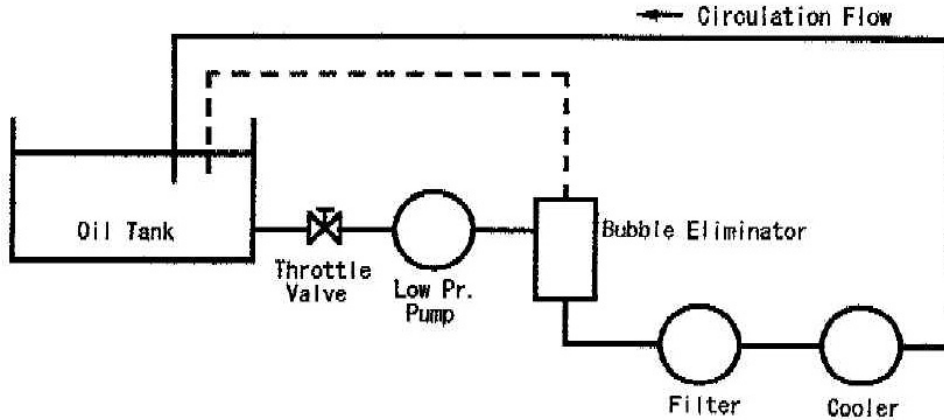 Circulation Flow
Oil Tank
Throttle
Valve
Low Pr.
Pump
Bubble Eliminator
Filter
Cooler